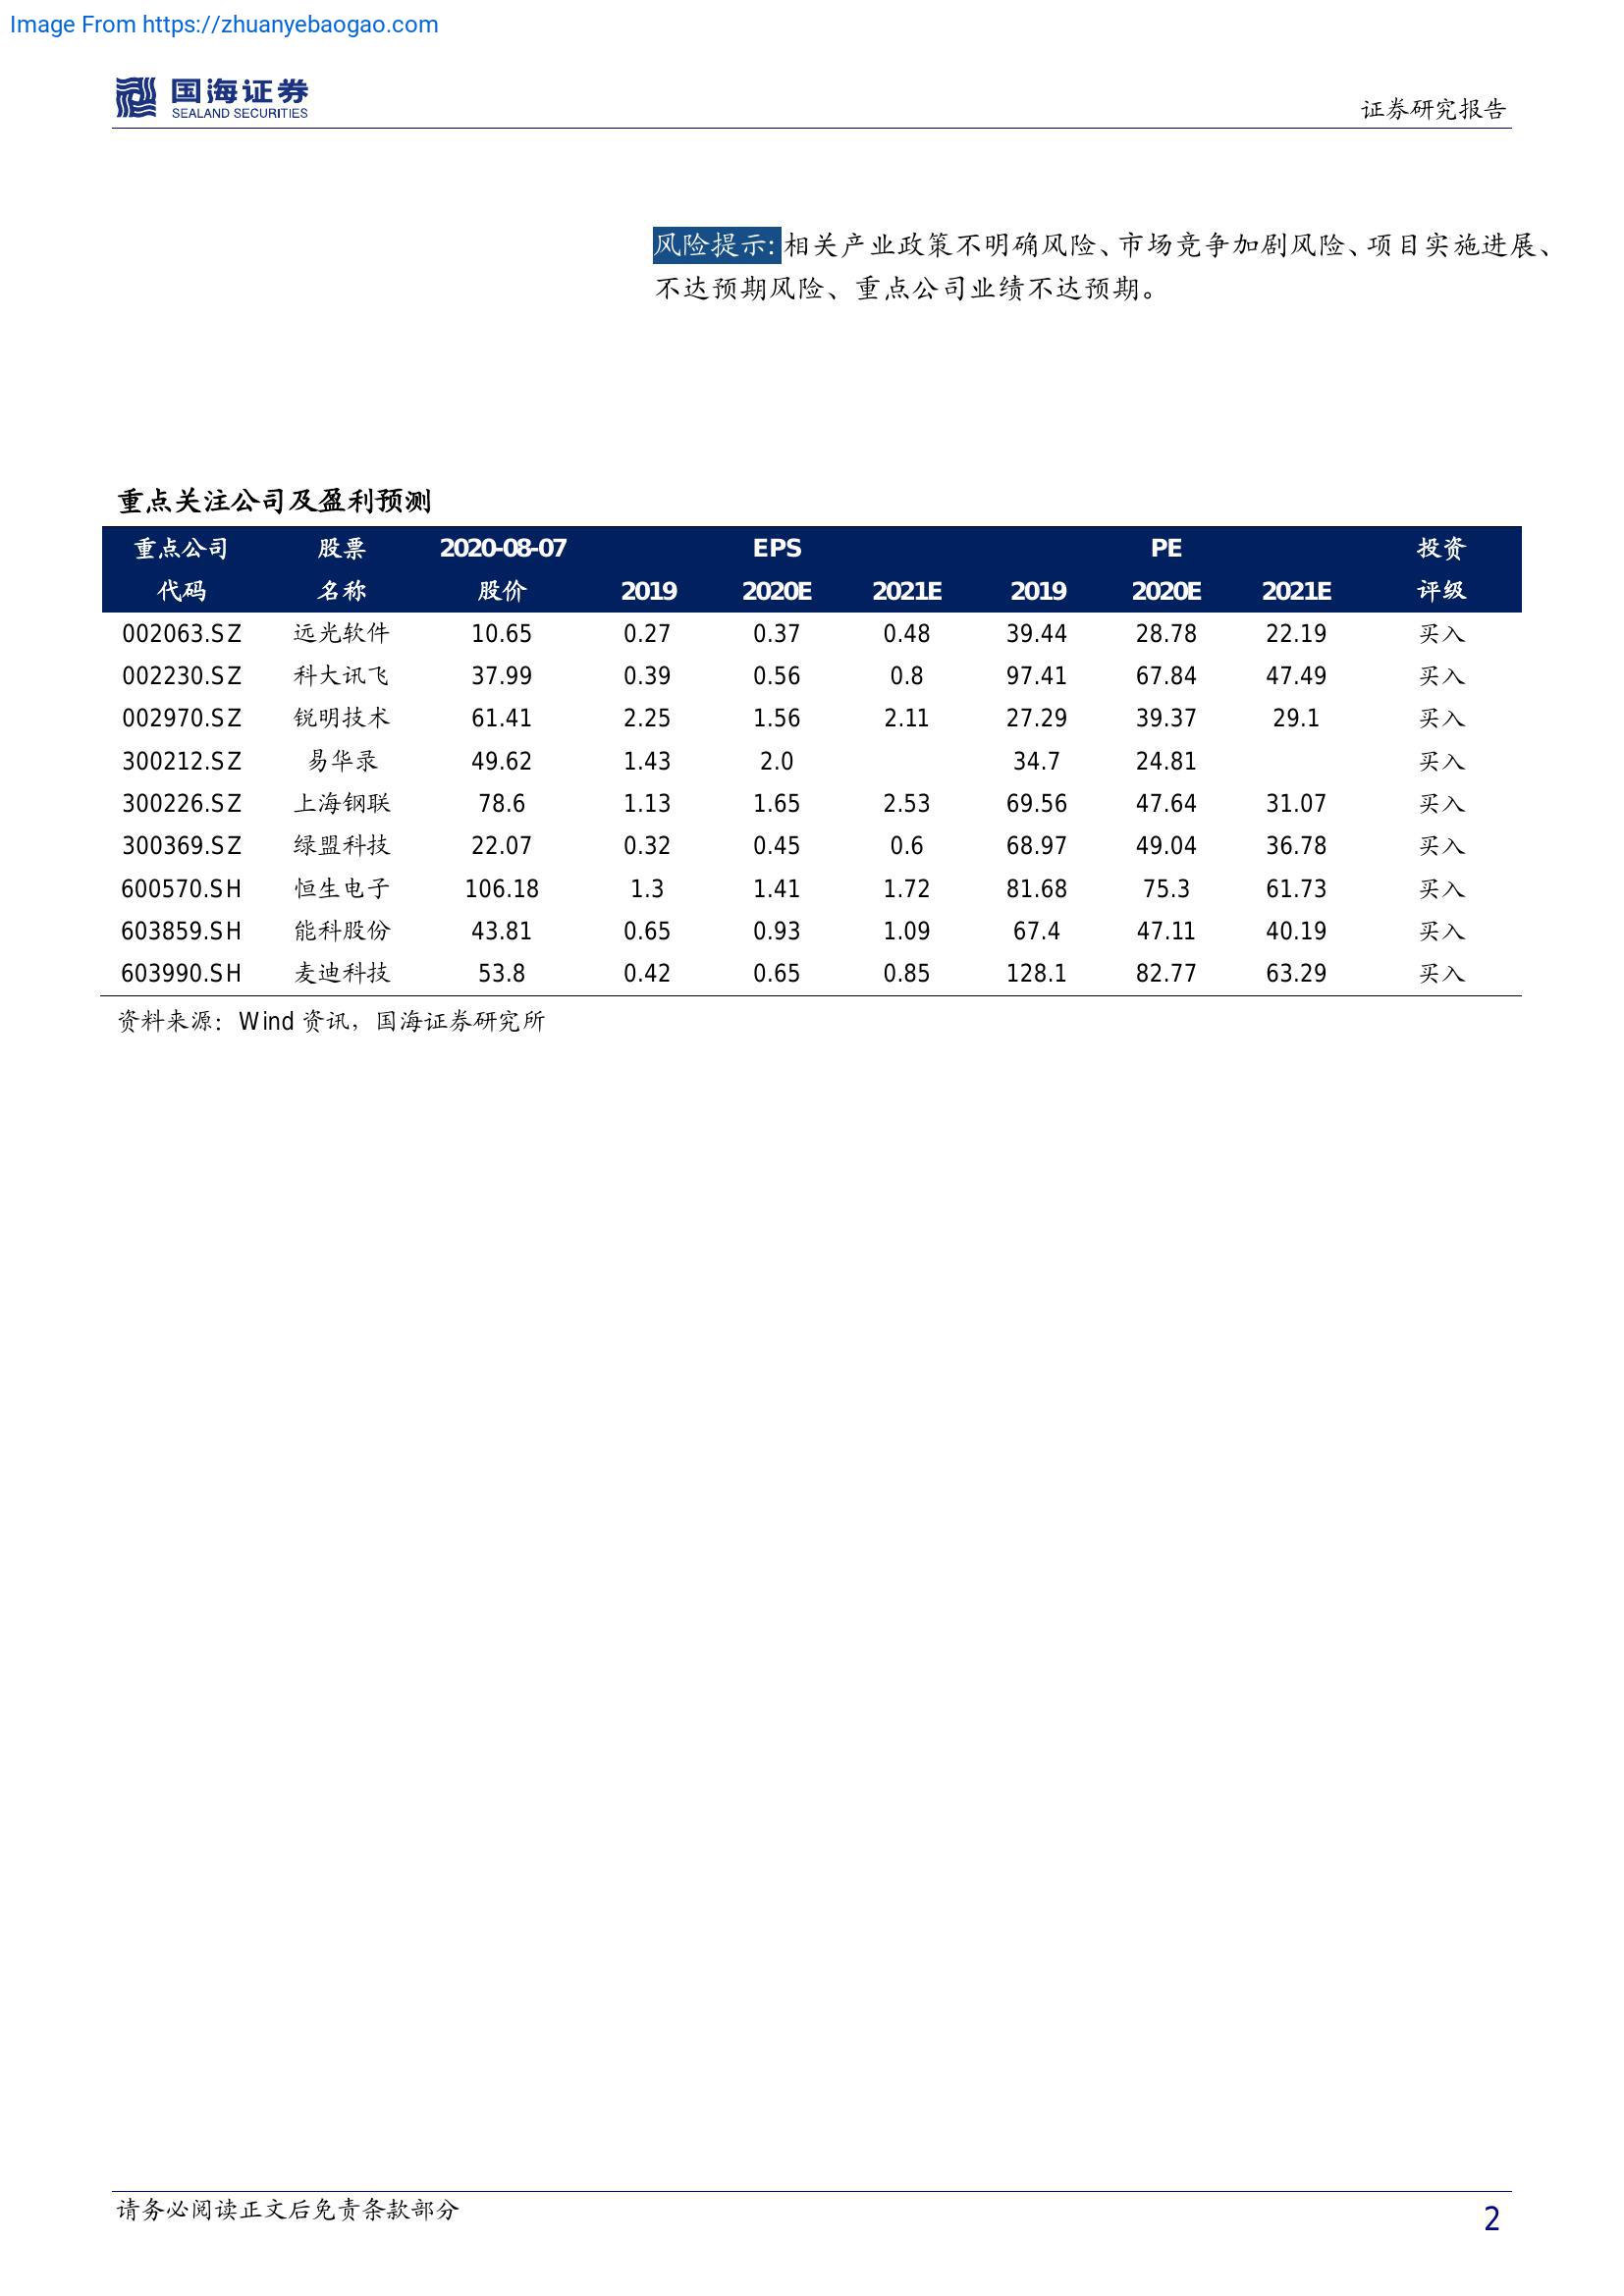 Image From https://zhuanyebaogao.com
国海证券
SEALAND SECURITIES
证券研究报告
风险提示:相关产业政策不明确风险、市场竞争加剧风险、项目实施进展、
不达预期风险、重点公司业绩不达预期。
重点关注公司及盈利预测
重点公司 股票 2020-08-07 EPS PE 投资
代码 名称 股价 2019 2020E 2021E 2019 2020E 2021E 评级
002063.SZ 远光软件 10.65 0.27 0.37 0.48 39.44 28.78 22.19 买入
002230.SZ 科大讯飞 37.99 0.39 0.56 0.8 97.41 67.84 47.49 买入
002970.SZ 锐明技术 61.41 2.25 1.56 2.11 27.29 39.37 29.1 买入
300212.SZ 易华录 49.62 1.43 2.0 34.7 24.81 买入
300226.SZ 上海钢联 78.6 1.13 1.65 2.53 69.56 47.64 31.07 买入
300369.SZ 绿盟科技 22.07 0.32 0.45 0.6 68.97 49.04 36.78 买入
600570.SH 恒生电子 106.18 1.3 1.41 1.72 81.68 75.3 61.73 买入
603859.SH 能科股份 43.81 0.65 0.93 1.09 67.4 47.11 40.19 买入
603990.SH 麦迪科技 53.8 0.42 0.65 0.85 128.1 82.77 63.29 买入
资料来源：Wind 资讯，国海证券研究所
请务必阅读正文后免责条款部分
2